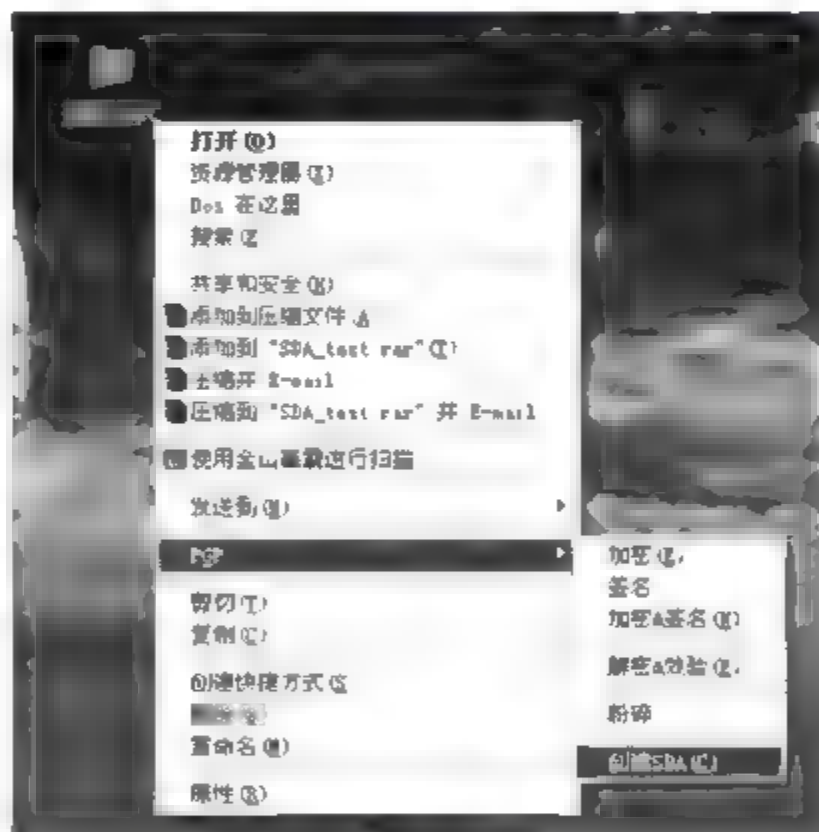 打开(O)
资源管理器(X)
Dos 在这里
搜索(E
共享和安全(H)
添加到压缩文件(A
添加到 "SDA_test rar"(T)
压缩并 E-mail
压缩到 "SDA_test rar" 并 E-mail
使用金山毒霸进行扫描
发送到(N)
PGP
加密(E,
签名
加密&签名(N)
解密&效验(D,
粉碎
创建SDA(C)
剪切(T)
复制(C)
创建快捷方式(S
重命名(M)
属性(R)